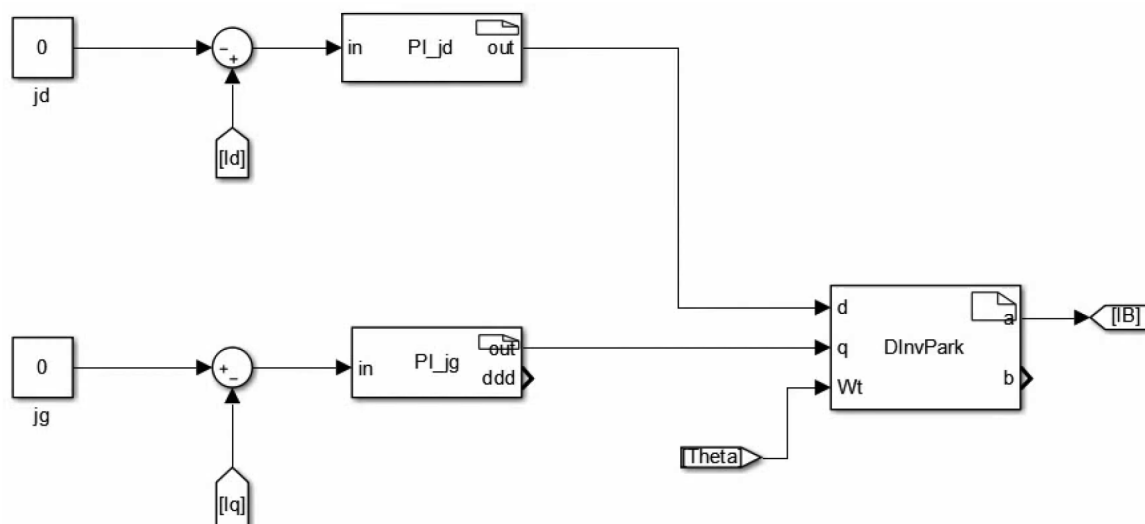 0
jd
−
+
[Id]
in
PI_jd
out
0
jg
+
−
[Iq]
in
PI_jg
out
ddd
[Theta]
d
q
Wt
DInvPark
a
b
[IB]